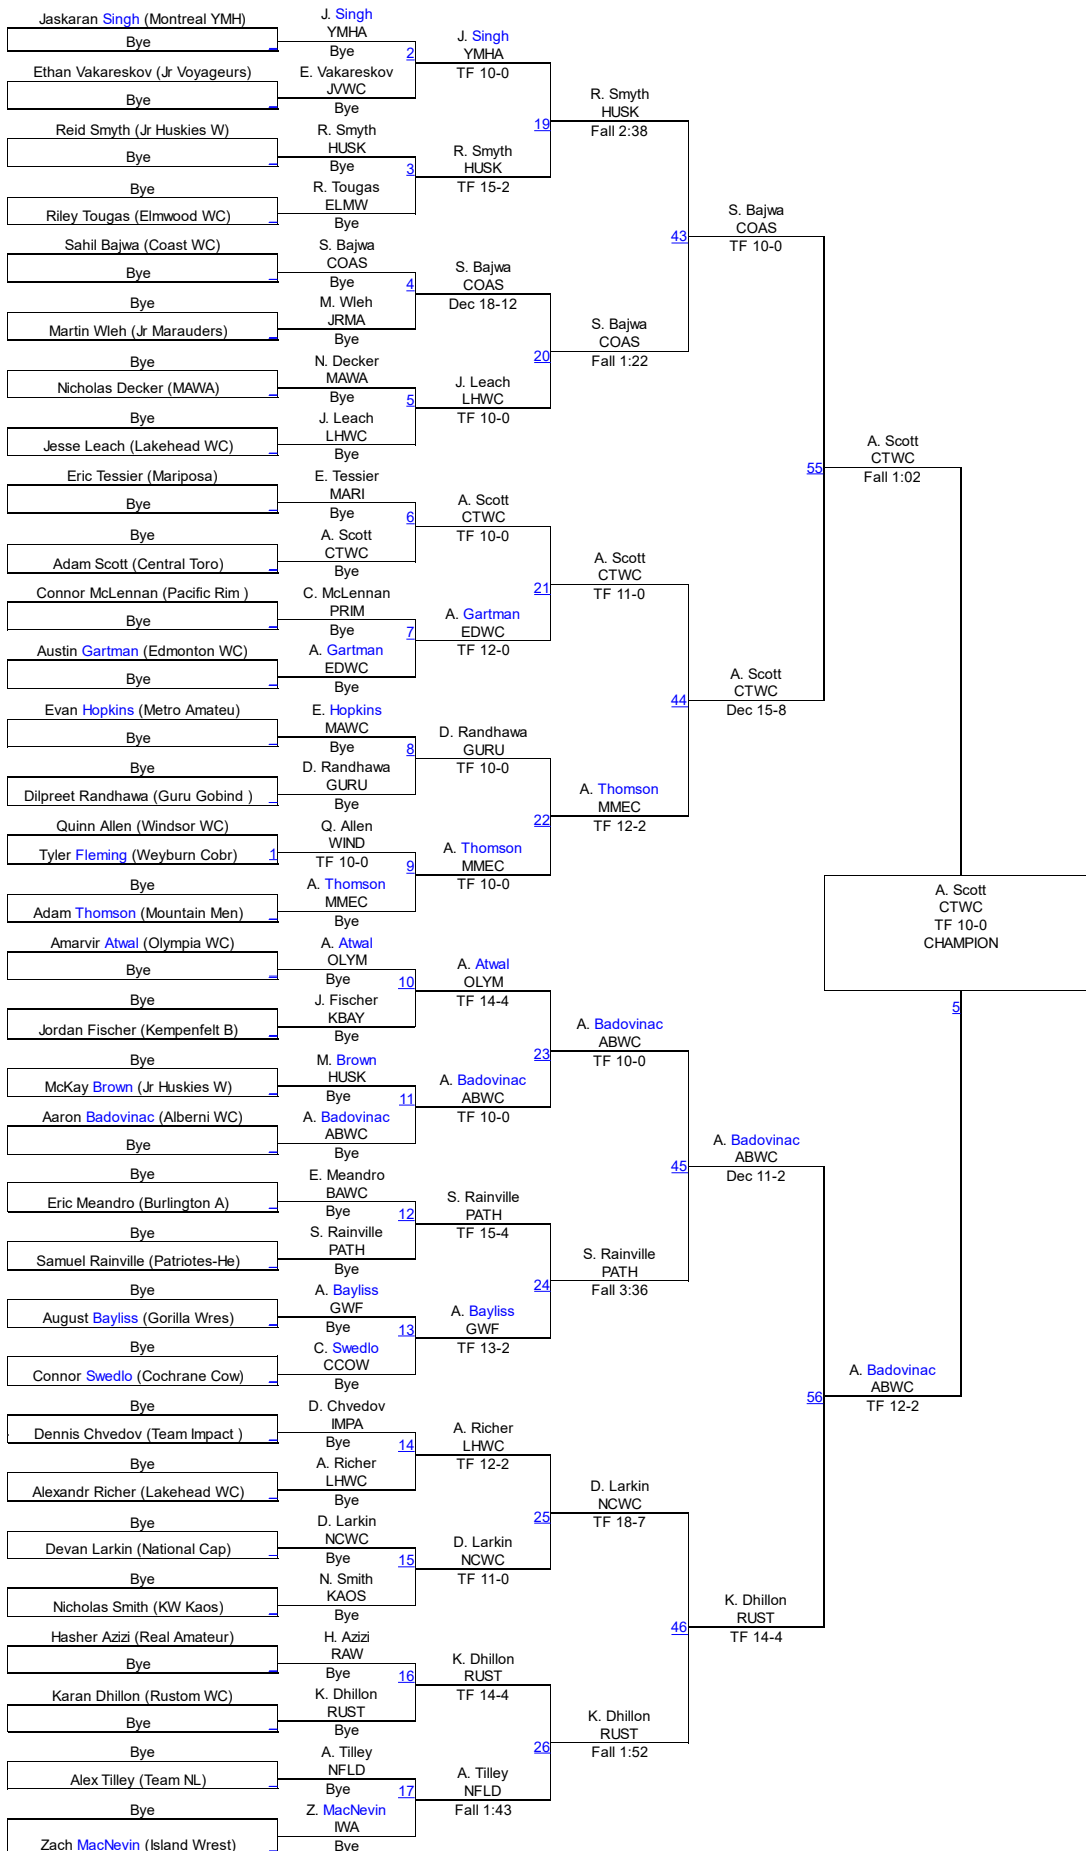 Jaskaran Singh (Montreal YMH)
Bye
Ethan Vakareskov (Jr Voyageurs)
Bye
Reid Smyth (Jr Huskies W)
Bye
Bye
Riley Tougas (Elmwood WC)
Sahil Bajwa (Coast WC)
Bye
Bye
Martin Wleh (Jr Marauders)
Bye
Nicholas Decker (MAWA)
Bye
Jesse Leach (Lakehead WC)
Eric Tessier (Mariposa)
Bye
Bye
Adam Scott (Central Toro)
Connor McLennan (Pacific Rim )
Bye
Austin Gartman (Edmonton WC)
Bye
Evan Hopkins (Metro Amateu)
Bye
Bye
Dilpreet Randhawa (Guru Gobind )
Quinn Allen (Windsor WC)
Tyler Fleming (Weyburn Cobr)
1
Bye
Adam Thomson (Mountain Men)
Amarvir Atwal (Olympia WC)
Bye
Bye
Jordan Fischer (Kempenfelt B)
Bye
McKay Brown (Jr Huskies W)
Aaron Badovinac (Alberni WC)
Bye
Bye
Eric Meandro (Burlington A)
Bye
Samuel Rainville (Patriotes-He)
Bye
August Bayliss (Gorilla Wres)
Bye
Connor Swedlo (Cochrane Cow)
Bye
Dennis Chvedov (Team Impact )
Bye
Alexandr Richer (Lakehead WC)
Bye
Devan Larkin (National Cap)
Bye
Nicholas Smith (KW Kaos)
Hasher Azizi (Real Amateur)
Bye
Karan Dhillon (Rustom WC)
Bye
Bye
Alex Tilley (Team NL)
Bye
Zach MacNevin (Island Wrest)
J. Singh
YMHA
Bye
2
E. Vakareskov
JVWC
Bye
R. Smyth
HUSK
Bye
3
R. Tougas
ELMW
Bye
S. Bajwa
COAS
Bye
4
M. Wleh
JRMA
Bye
N. Decker
MAWA
Bye
5
J. Leach
LHWC
Bye
E. Tessier
MARI
Bye
6
A. Scott
CTWC
Bye
C. McLennan
PRIM
Bye
7
A. Gartman
EDWC
Bye
E. Hopkins
MAWC
Bye
8
D. Randhawa
GURU
Bye
Q. Allen
WIND
TF 10-0
9
A. Thomson
MMEC
Bye
A. Atwal
OLYM
Bye
10
J. Fischer
KBAY
Bye
M. Brown
HUSK
Bye
11
A. Badovinac
ABWC
Bye
E. Meandro
BAWC
Bye
12
S. Rainville
PATH
Bye
A. Bayliss
GWF
Bye
13
C. Swedlo
CCOW
Bye
D. Chvedov
IMPA
Bye
14
A. Richer
LHWC
Bye
D. Larkin
NCWC
Bye
15
N. Smith
KAOS
Bye
H. Azizi
RAW
Bye
16
K. Dhillon
RUST
Bye
A. Tilley
NFLD
Bye
17
Z. MacNevin
IWA
Bye
J. Singh
YMHA
TF 10-0
19
R. Smyth
HUSK
TF 15-2
S. Bajwa
COAS
Dec 18-12
20
J. Leach
LHWC
TF 10-0
A. Scott
CTWC
TF 10-0
21
A. Gartman
EDWC
TF 12-0
D. Randhawa
GURU
TF 10-0
22
A. Thomson
MMEC
TF 10-0
A. Atwal
OLYM
TF 14-4
23
A. Badovinac
ABWC
TF 10-0
S. Rainville
PATH
TF 15-4
24
A. Bayliss
GWF
TF 13-2
A. Richer
LHWC
TF 12-2
25
D. Larkin
NCWC
TF 11-0
K. Dhillon
RUST
TF 14-4
26
A. Tilley
NFLD
Fall 1:43
R. Smyth
HUSK
Fall 2:38
43
S. Bajwa
COAS
Fall 1:22
A. Scott
CTWC
TF 11-0
44
A. Thomson
MMEC
TF 12-2
A. Badovinac
ABWC
TF 10-0
45
S. Rainville
PATH
Fall 3:36
D. Larkin
NCWC
TF 18-7
46
K. Dhillon
RUST
Fall 1:52
S. Bajwa
COAS
TF 10-0
55
A. Scott
CTWC
Dec 15-8
A. Badovinac
ABWC
Dec 11-2
56
K. Dhillon
RUST
TF 14-4
A. Scott
CTWC
Fall 1:02
A. Scott
CTWC
TF 10-0
CHAMPION
5
A. Badovinac
ABWC
TF 12-2